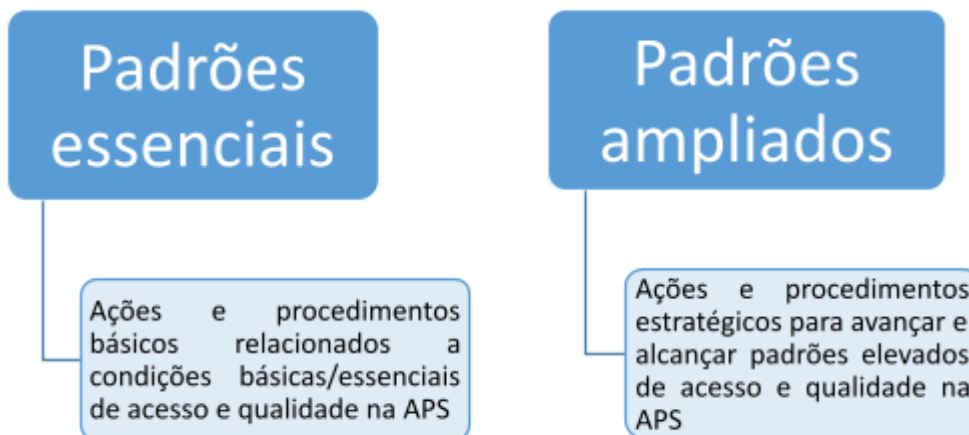 Padrões
essenciais
Ações e procedimentos
básicos relacionados a
condições básicas/essenciais
de acesso e qualidade na APS
Padrões
ampliados
Ações e procedimentos
estratégicos para avançar e
alcançar padrões elevados
de acesso e qualidade na
APS